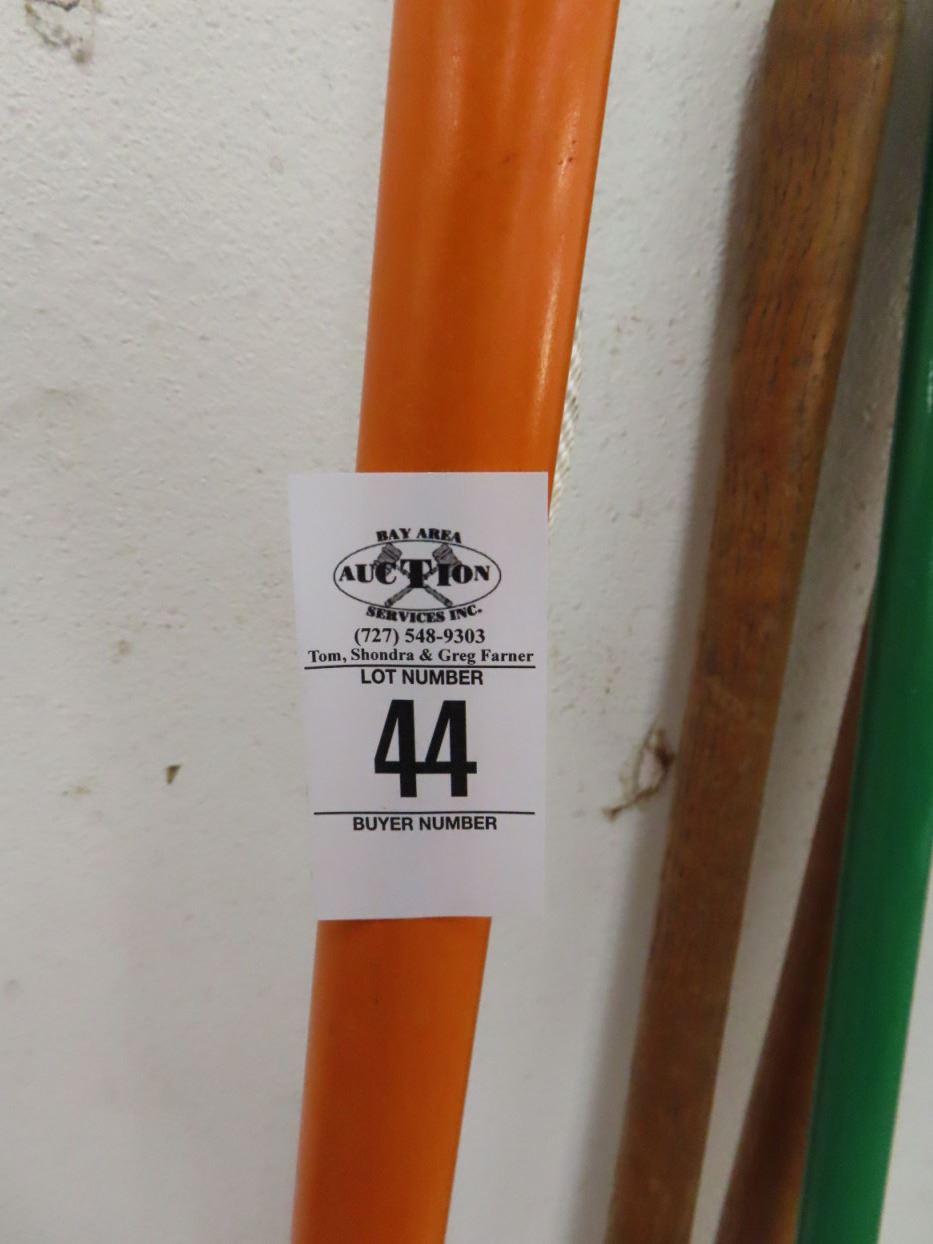 BAY AREA
AUCTION
SERVICES INC.
(727) 548-9303
Tom, Shondra & Greg Farner
LOT NUMBER
44
BUYER NUMBER